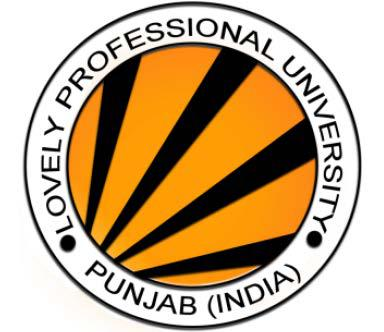 LOVELY PROFESSIONAL UNIVERSITY
PUNJAB (INDIA)